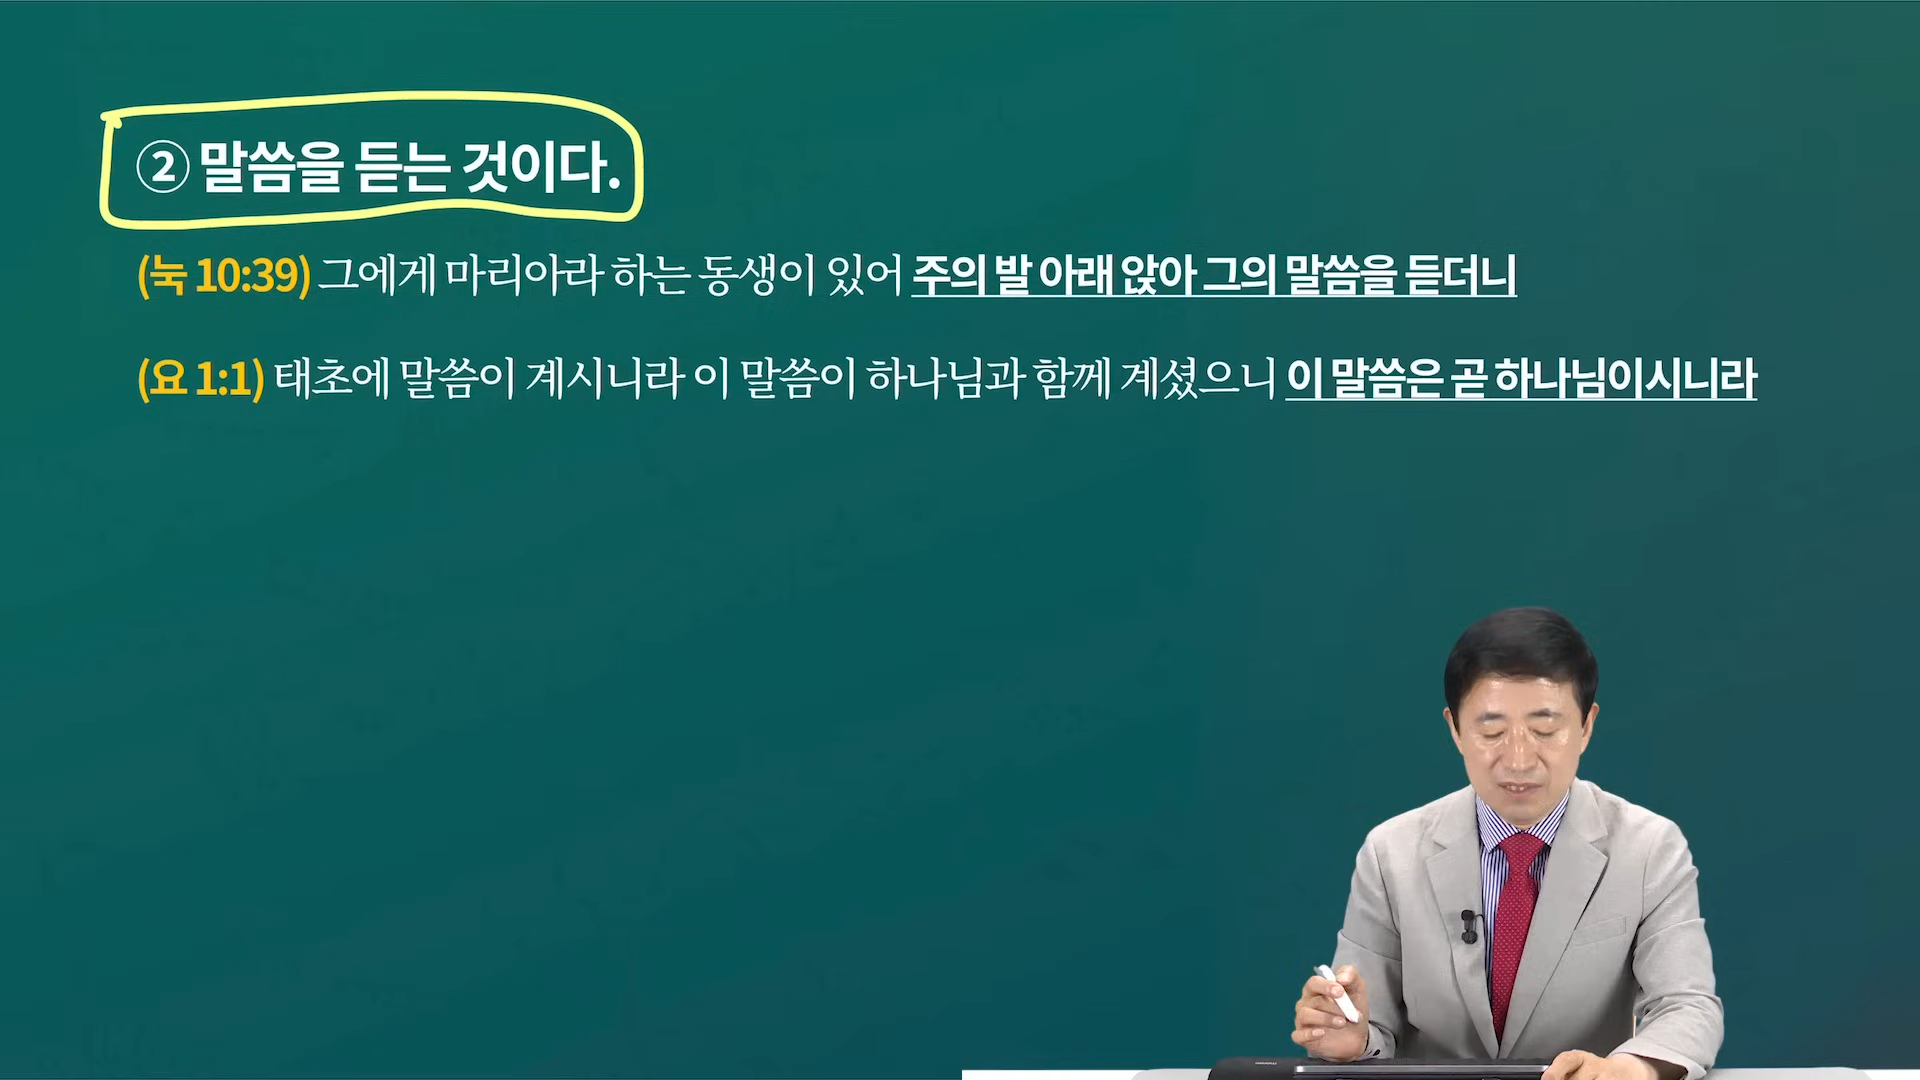 ② 말씀을 듣는 것이다.
(눅 10:39) 그에게 마리아라 하는 동생이 있어 주의 발 아래 앉아 그의 말씀을 듣더니
(요 1:1) 태초에 말씀이 계시니라 이 말씀이 하나님과 함께 계셨으니 이 말씀은 곧 하나님이시니라